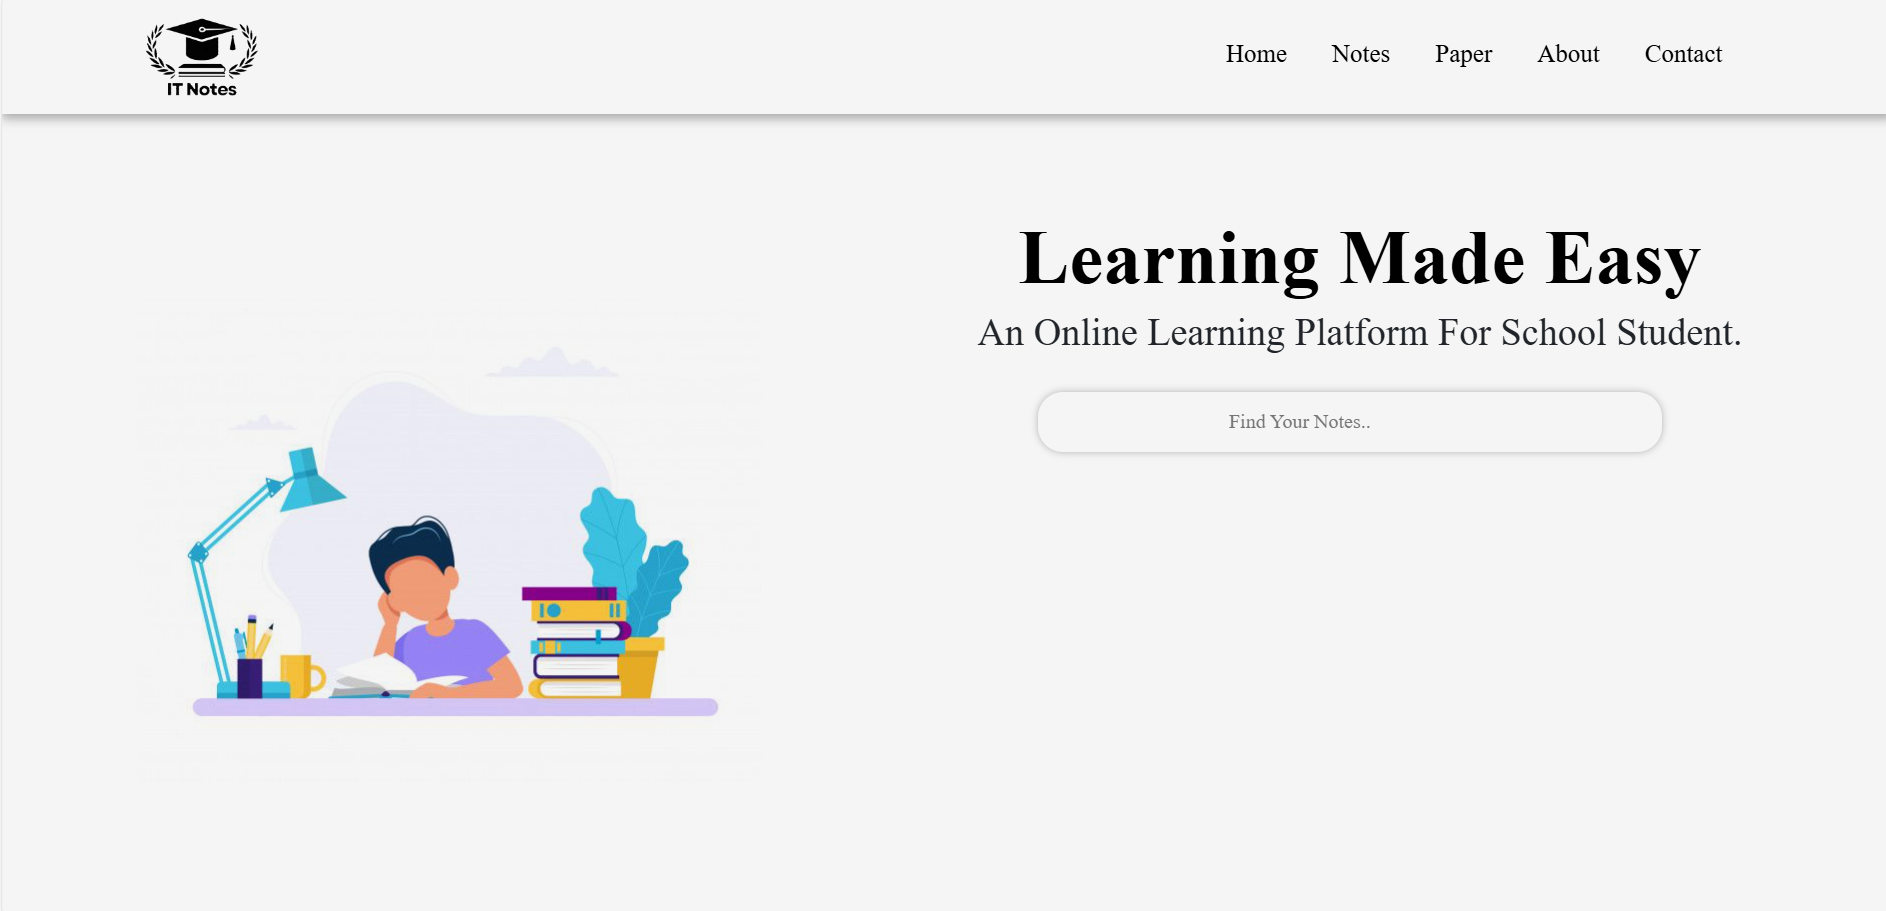 IT Notes
Home Notes Paper About Contact
Learning Made Easy
An Online Learning Platform For School Student.
Find Your Notes..